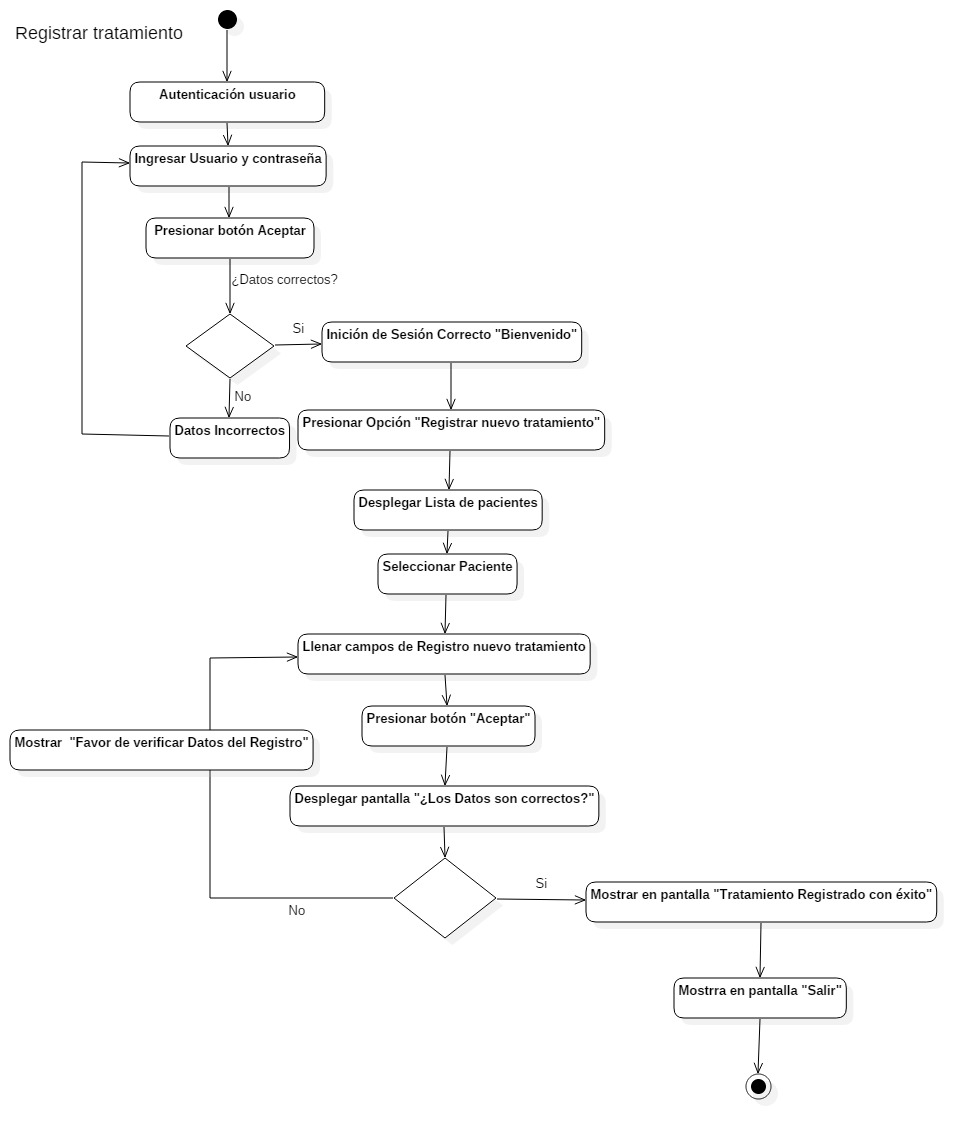 Registrar tratamiento
Autenticación usuario
Ingresar Usuario y contraseña
Presionar botón Aceptar
¿Datos correctos?
Si
Inición de Sesión Correcto "Bienvenido"
No
Datos Incorrectos
Presionar Opción "Registrar nuevo tratamiento"
Desplegar Lista de pacientes
Seleccionar Paciente
Llenar campos de Registro nuevo tratamiento
Presionar botón "Aceptar"
Mostrar  "Favor de verificar Datos del Registro"
Desplegar pantalla "¿Los Datos son correctos?"
Si
No
Mostrar en pantalla "Tratamiento Registrado con éxito"
Mostrra en pantalla "Salir"